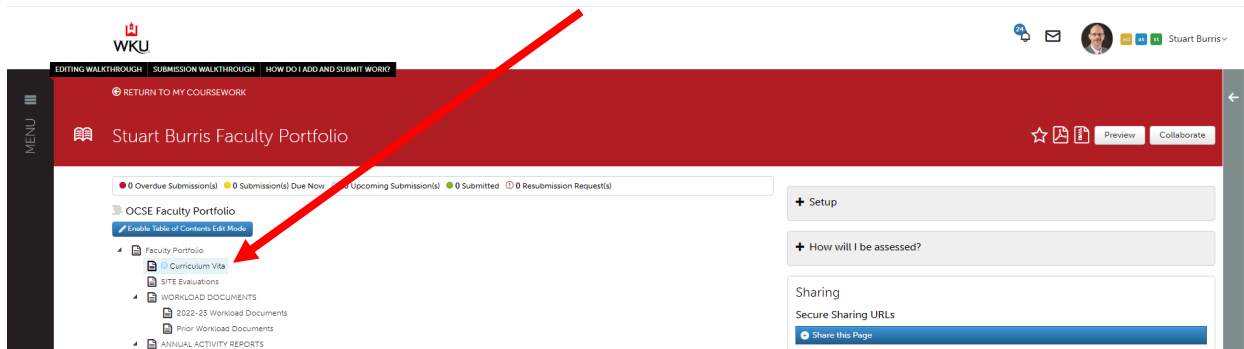 WKU
24
ad as st Stuart Burris
EDITING WALKTHROUGH SUBMISSION WALKTHROUGH HOW DO I ADD AND SUBMIT WORK?
MENU
RETURN TO MY COURSEWORK
Stuart Burris Faculty Portfolio
Preview Collaborate
0 Overdue Submission(s) 0 Submission(s) Due Now Upcoming Submission(s) 0 Submitted 0 Resubmission Request(s)
OCSE Faculty Portfolio
Enable Table of Contents Edit Mode
Faculty Portfolio
Curriculum Vita
SITE Evaluations
WORKLOAD DOCUMENTS
2022-23 Workload Documents
Prior Workload Documents
ANNUAL ACTIVITY REPORTS
+ Setup
+ How will I be assessed?
Sharing
Secure Sharing URLs
Share this Page